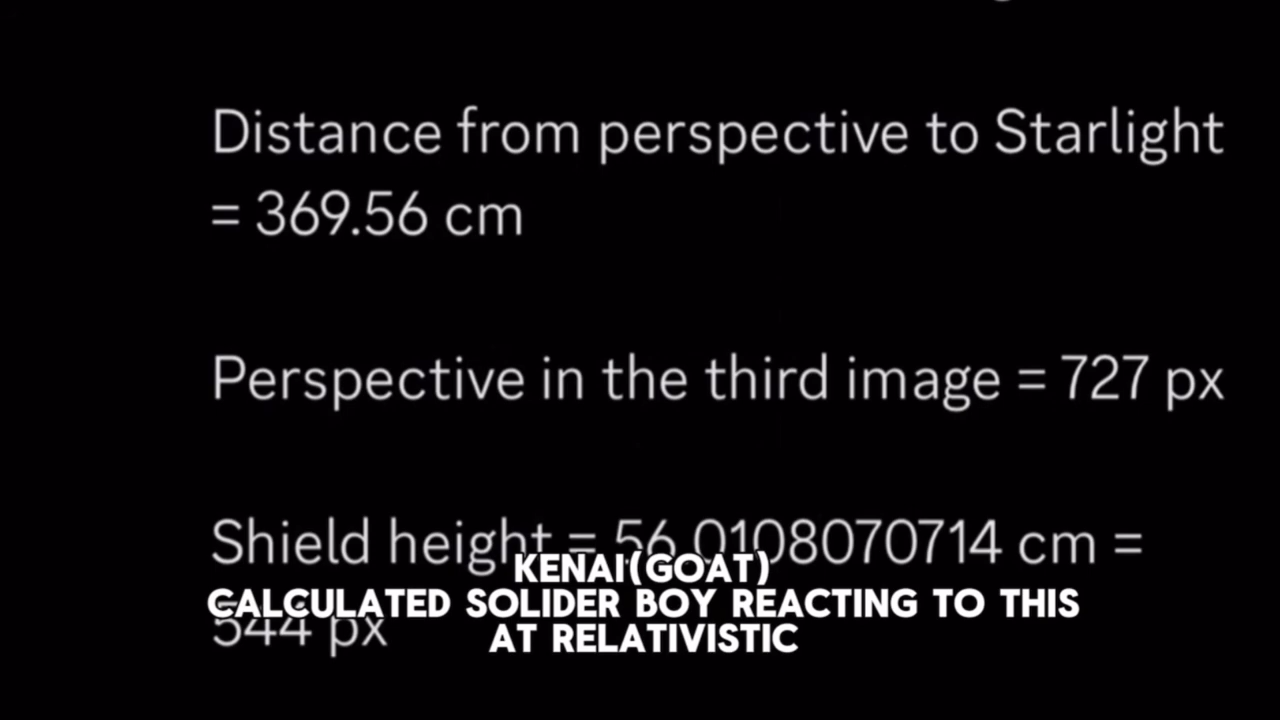 Distance from perspective to Starlight
= 369.56 cm
Perspective in the third image = 727 px
Shield height = 56.0108070714 cm =
544 px
KENAI(GOAT)
CALCULATED SOLIDER BOY REACTING TO THIS
AT RELATIVISTIC